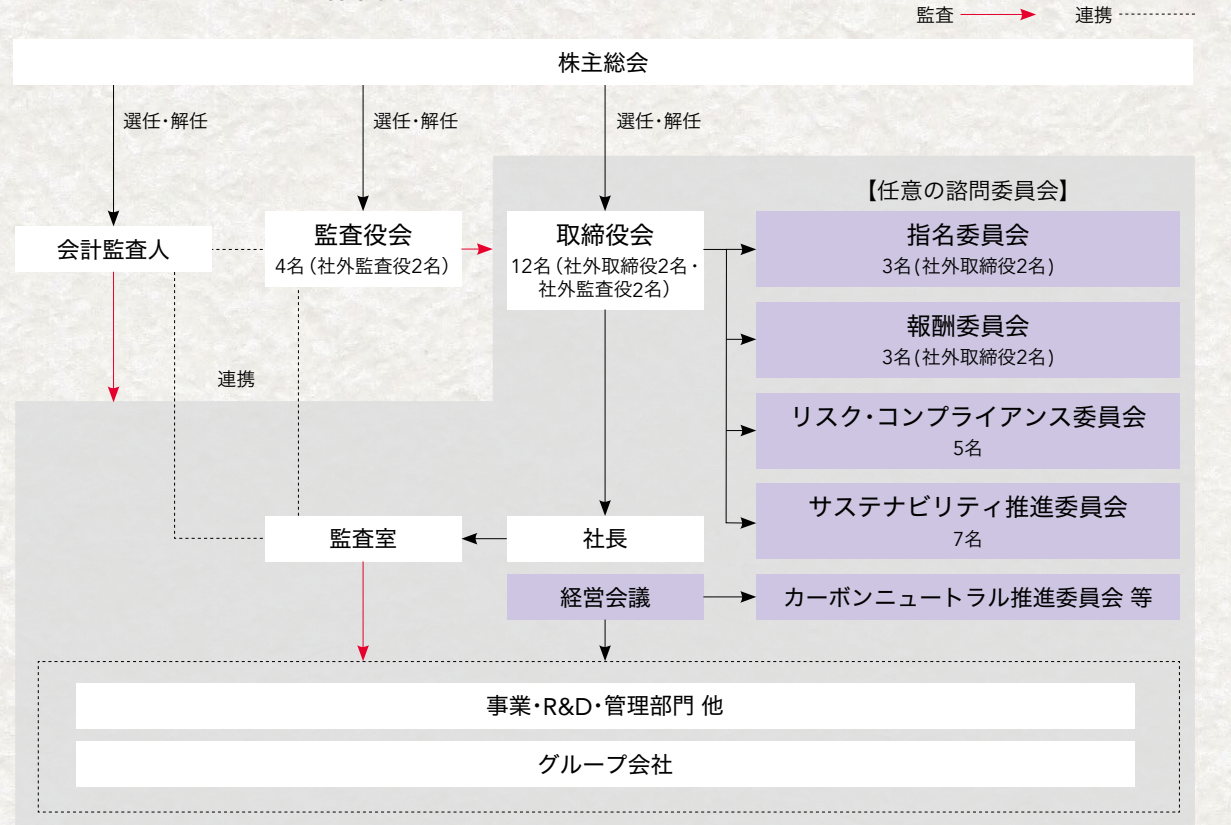 監査
連携
株主総会
選任・解任
選任・解任
選任・解任
【任意の諮問委員会】
会計監査人
監査役会
4名（社外監査役2名）
取締役会
12名（社外取締役2名・
社外監査役2名）
指名委員会
3名(社外取締役2名)
報酬委員会
3名(社外取締役2名)
連携
リスク・コンプライアンス委員会
5名
サステナビリティ推進委員会
7名
監査室
社長
経営会議
カーボンニュートラル推進委員会 等
事業・R&D・管理部門 他
グループ会社